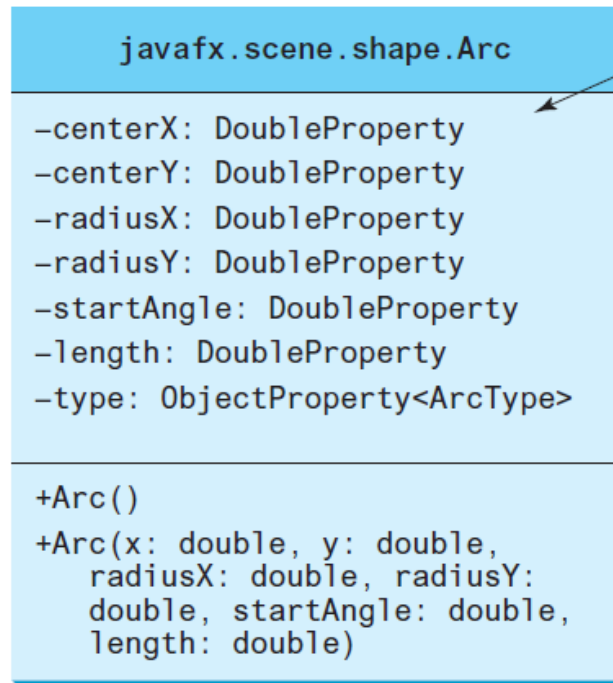 javafx.scene.shape.Arc
–centerX: DoubleProperty
–centerY: DoubleProperty
–radiusX: DoubleProperty
–radiusY: DoubleProperty
–startAngle: DoubleProperty
–length: DoubleProperty
–type: ObjectProperty<ArcType>
+Arc()
+Arc(x: double, y: double,
radiusX: double, radiusY:
double, startAngle: double,
length: double)